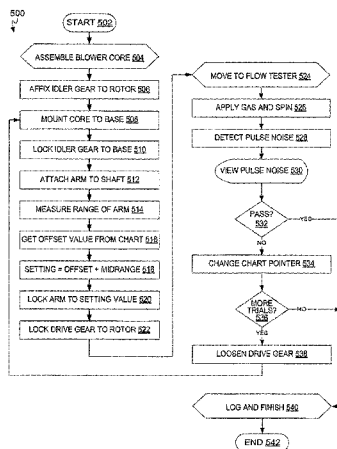 500
START 502
ASSEMBLE BLOWER CORE 504
AFFIX IDLER GEAR TO ROTOR 506
MOUNT CORE TO BASE 508
LOCK IDLER GEAR TO BASE 510
ATTACH ARM TO SHAFT 512
MEASURE RANGE OF ARM 514
GET OFFSET VALUE FROM CHART 516
SETTING = OFFSET + MIDRANGE 518
LOCK ARM TO SETTING VALUE 520
LOCK DRIVE GEAR TO ROTOR 522
MOVE TO FLOW TESTER 524
APPLY GAS AND SPIN 526
DETECT PULSE NOISE 528
VIEW PULSE NOISE 530
PASS?
532
YES
NO
CHANGE CHART POINTER 534
MORE
TRIALS?
536
NO
LOOSEN DRIVE GEAR 538
LOG AND FINISH 540
END 542